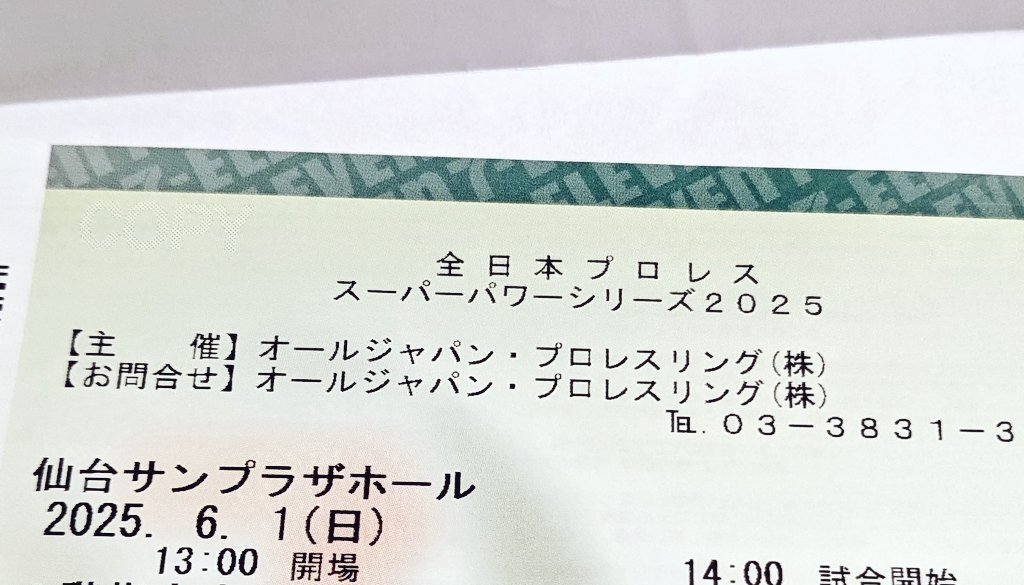 COPY
全日本プロレス
スーパーパワーシリーズ2025
【主　　催】オールジャパン・プロレスリング(株)
【お問合せ】オールジャパン・プロレスリング(株)
℡.03-3831-3
仙台サンプラザホール
2025. 6. 1(日)
13:00 開場 14:00 試合開始